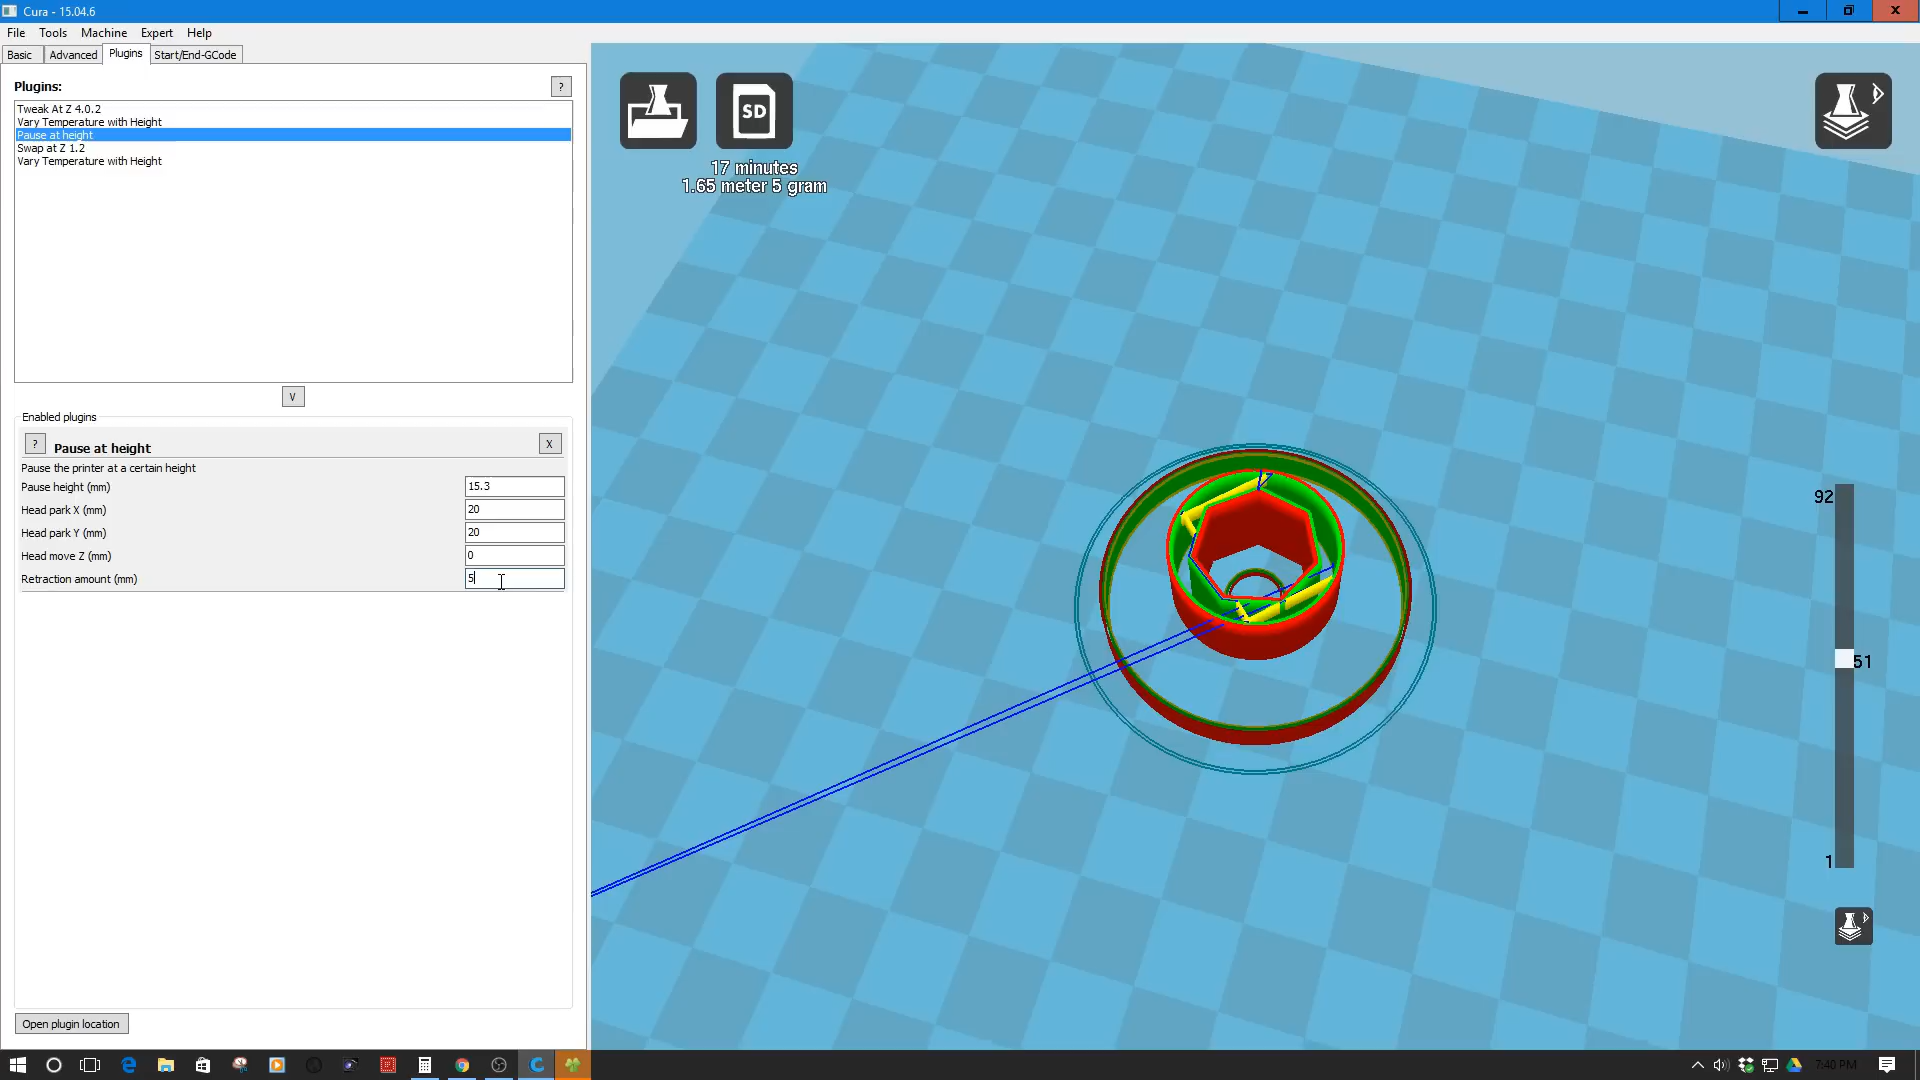 Cura - 15.04.6
File Tools Machine Expert Help
Basic Advanced Plugins Start/End-GCode
Plugins:
?
Tweak At Z 4.0.2
Vary Temperature with Height
Pause at height
Swap at Z 1.2
Vary Temperature with Height
V
Enabled plugins
? Pause at height X
Pause the printer at a certain height
Pause height (mm) 15.3
Head park X (mm) 20
Head park Y (mm) 20
Head move Z (mm) 0
Retraction amount (mm) 5
Open plugin location
SD
17 minutes
1.65 meter 5 gram
92
51
1
7:40 PM